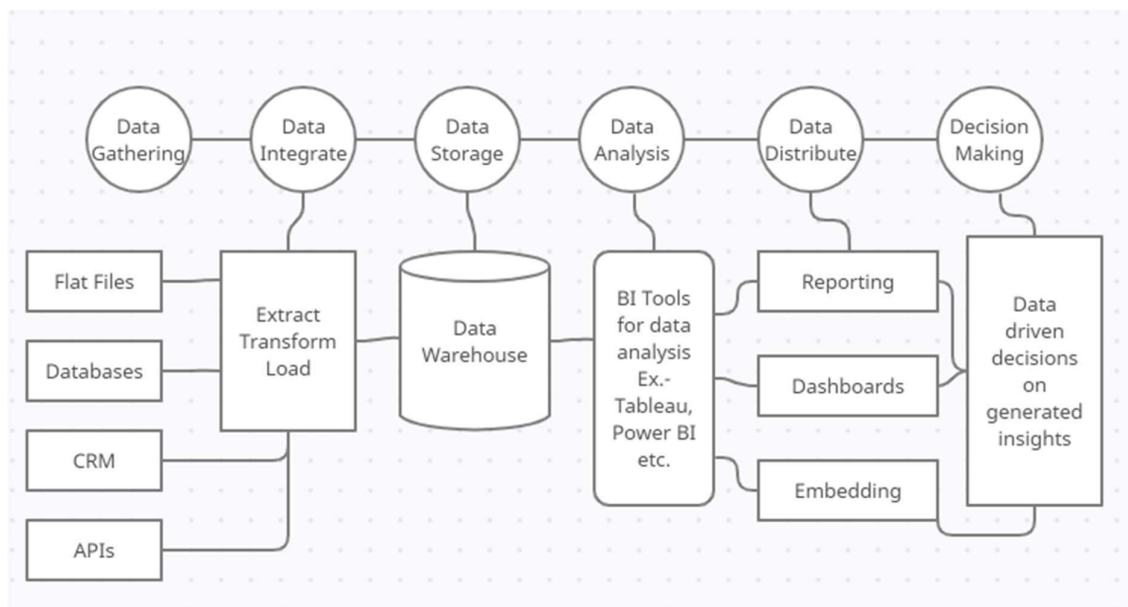 Data
Gathering
Data
Integrate
Data
Storage
Data
Analysis
Data
Distribute
Decision
Making
Flat Files
Databases
CRM
APIs
Extract
Transform
Load
Data
Warehouse
BI Tools
for data
analysis
Ex.-
Tableau,
Power BI
etc.
Reporting
Dashboards
Embedding
Data
driven
decisions
on
generated
insights